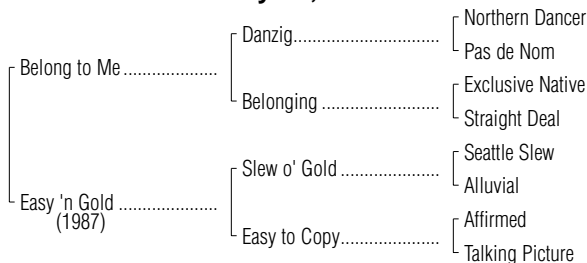 Northern Dancer
Danzig
Pas de Nom
Belong to Me
Exclusive Native
Belonging
Straight Deal
Seattle Slew
Slew o' Gold
Alluvial
Easy 'n Gold
(1987)
Affirmed
Easy to Copy
Talking Picture